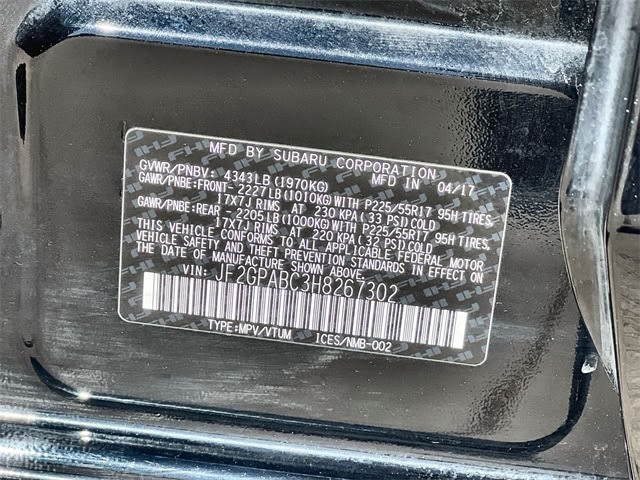 MFD BY SUBARU CORPORATION
GVWR/PNBV: 4343LB (1970KG) MFD IN 04/17
GAWR/PNBE: FRONT- 2227LB (1010KG) WITH P225/55R17 95H TIRES,
17X7J RIMS AT 230 KPA (33 PSI) COLD
GAWR/PNBE: REAR - 2205LB (1000KG) WITH P225/55R17 95H TIRES,
17X7J RIMS AT 220 KPA (32 PSI) COLD
THIS VEHICLE CONFORMS TO ALL APPLICABLE FEDERAL MOTOR
VEHICLE SAFETY AND THEFT PREVENTION STANDARDS IN EFFECT ON
THE DATE OF MANUFACTURE SHOWN ABOVE.
VIN: JF2GPABC3H8267302
TYPE:MPV/VTUM ICES/NMB-002